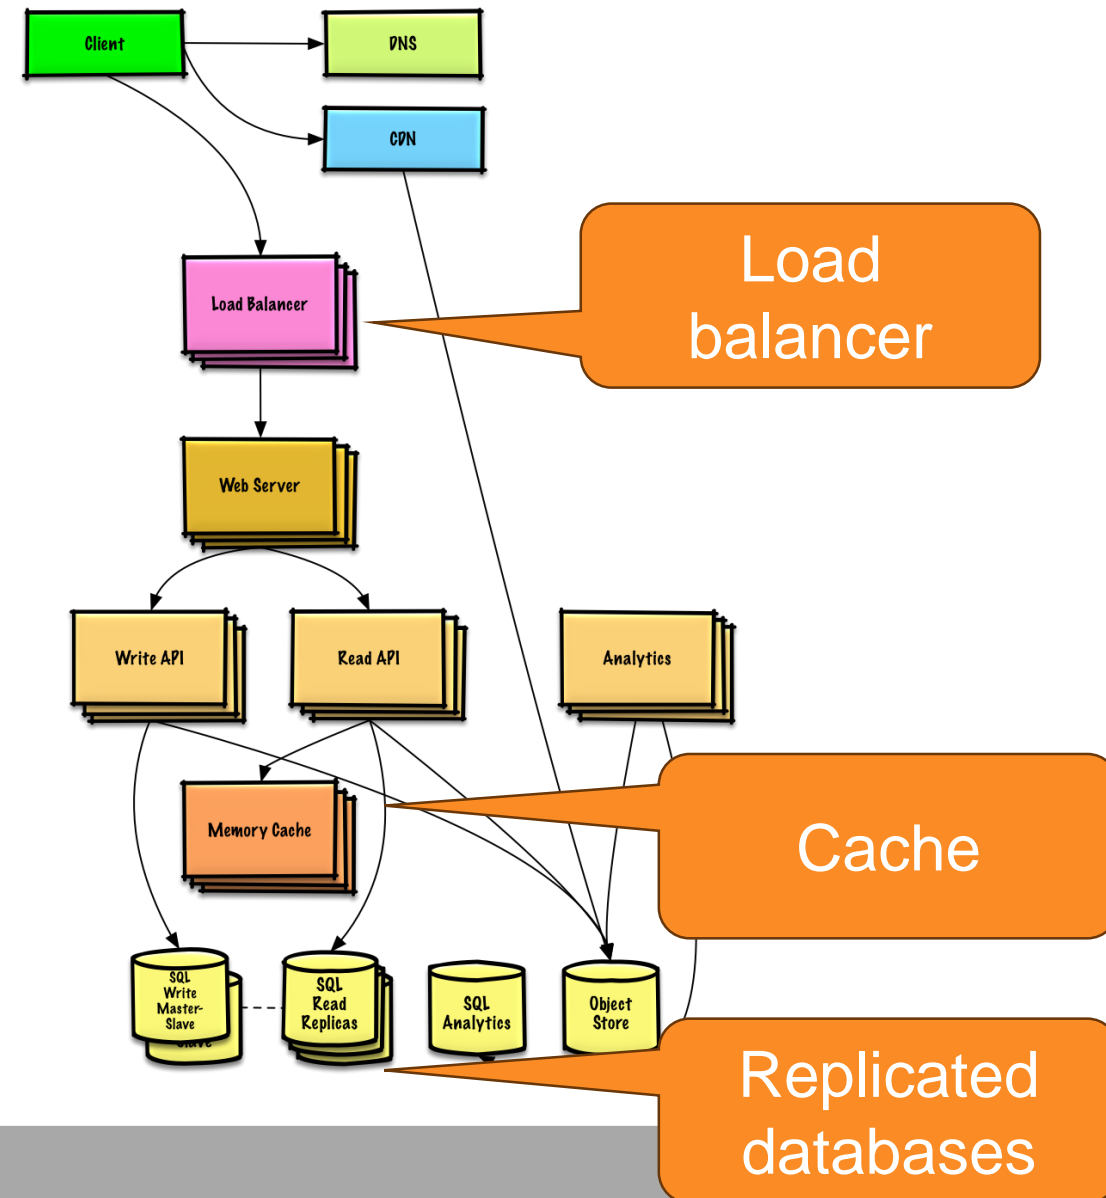 Client
DNS
CDN
Load
balancer
Load Balancer
Web Server
Write API
Read API
Analytics
Memory Cache
Cache
SQL
Write
Master-
Slave
Slave
SQL
Read
Replicas
SQL
Analytics
Object
Store
Replicated
databases